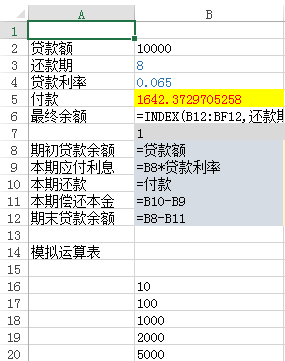 A B
1
2 贷款额 10000
3 还款期 8
4 贷款利率 0.065
5 付款 1642.3729705258
6 最终余额 =INDEX(B12:BF12,还款期
7 1
8 期初贷款余额 =贷款额
9 本期应付利息 =B8*贷款利率
10 本期还款 =付款
11 本期偿还本金 =B10-B9
12 期末贷款余额 =B8-B11
13
14 模拟运算表
15
16 10
17 100
18 1000
19 2000
20 5000